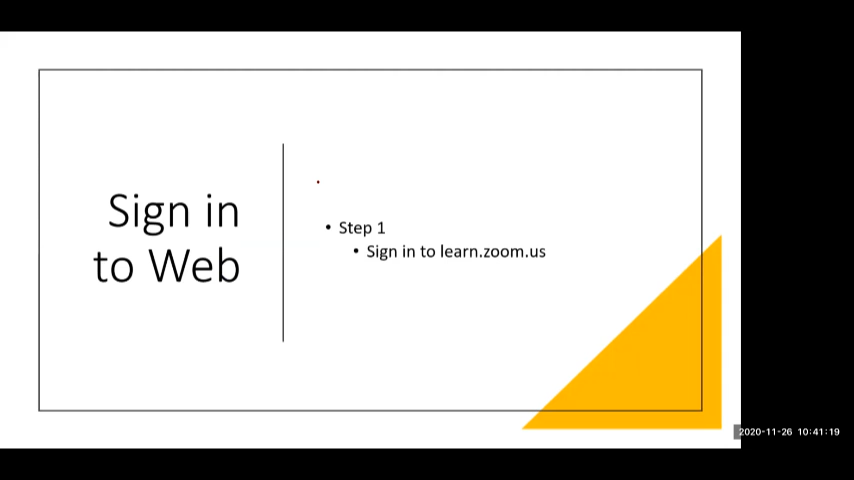 Sign in
to Web
• Step 1
• Sign in to learn.zoom.us
2020-11-26 10:41:19